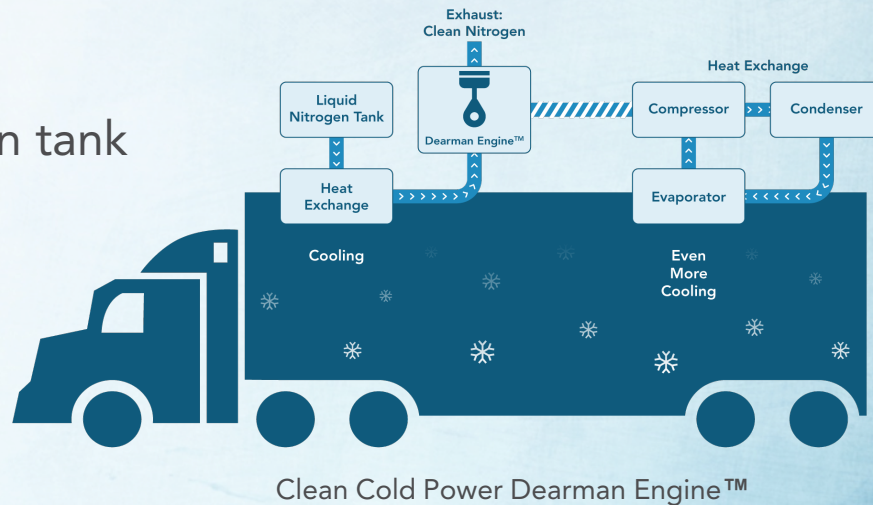 Exhaust:
Clean Nitrogen
Heat Exchange
Liquid
Nitrogen Tank
Dearman Engine™
Compressor
Condenser
tank
Heat
Exchange
Evaporator
Cooling
Even
More
Cooling
Clean Cold Power Dearman Engine™